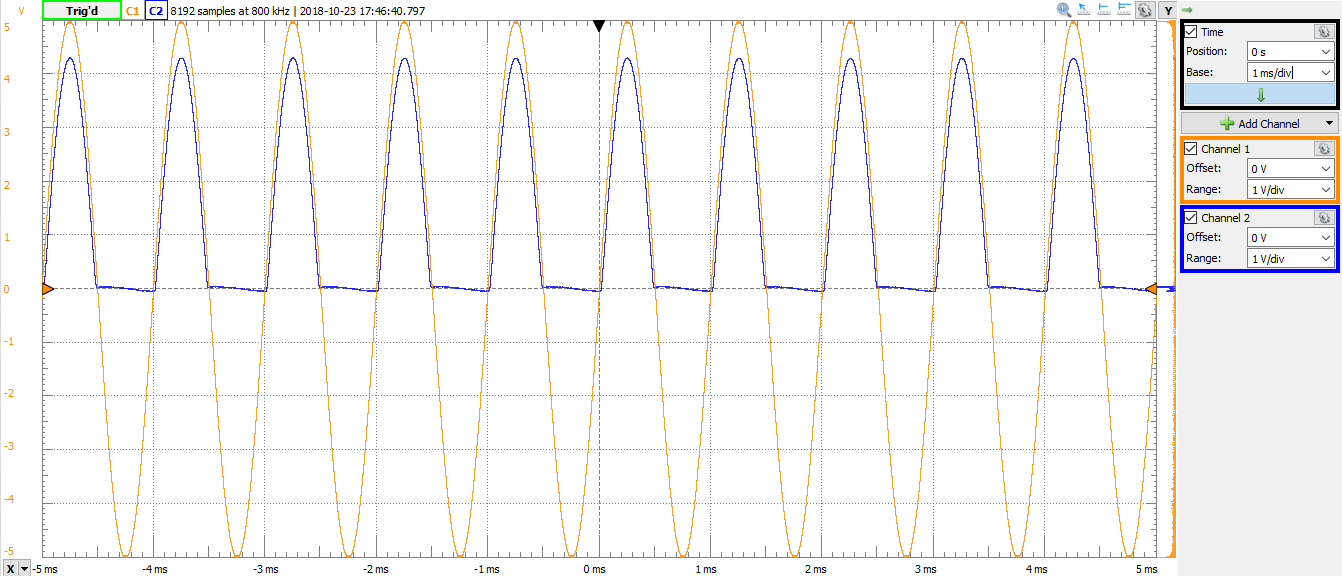 V Trig'd C1 C2 8192 samples at 800 kHz | 2018-10-23 17:46:40.797 Y
5
4
3
2
1
0
-1
-2
-3
-4
-5
X -5 ms -4 ms -3 ms -2 ms -1 ms 0 ms 1 ms 2 ms 3 ms 4 ms 5 ms
Time
Position: 0 s
Base: 1 ms/div
Add Channel
Channel 1
Offset: 0 V
Range: 1 V/div
Channel 2
Offset: 0 V
Range: 1 V/div